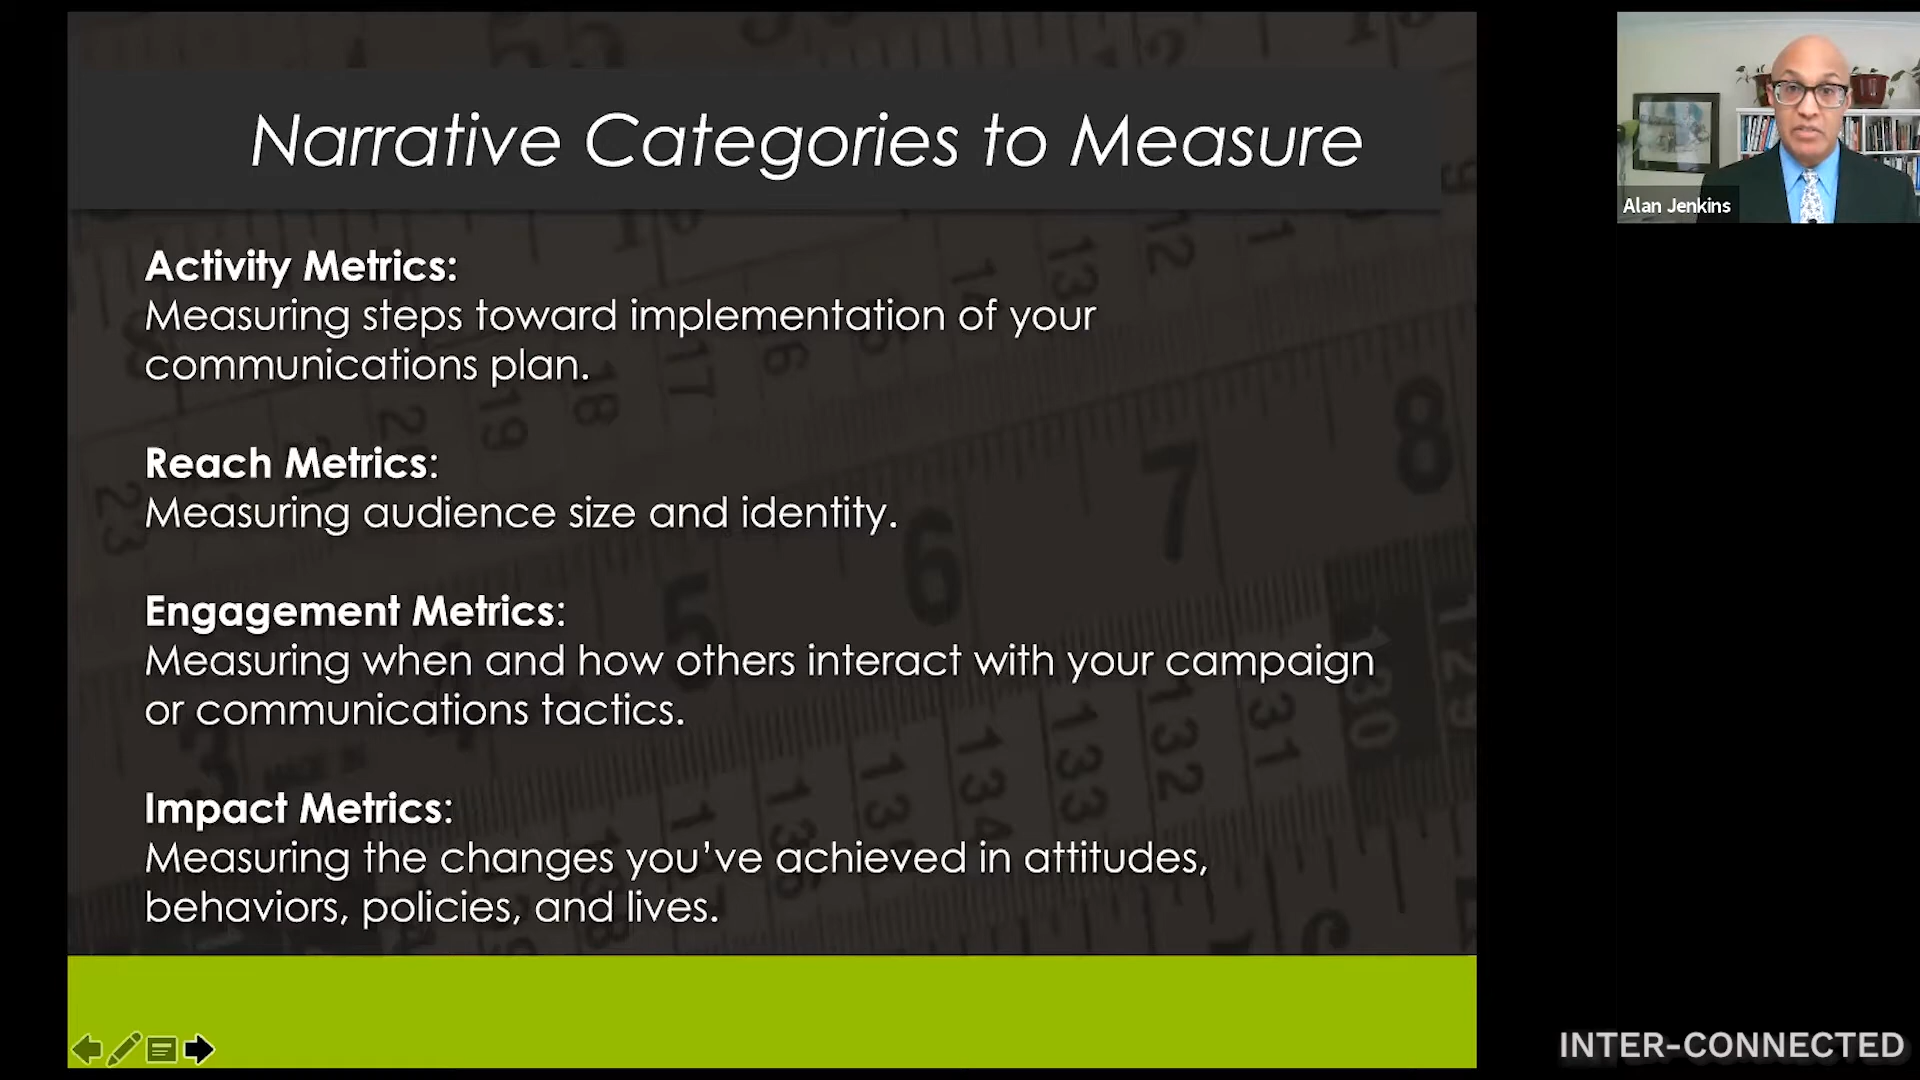 Narrative Categories to Measure
Activity Metrics:
Measuring steps toward implementation of your
communications plan.
Reach Metrics:
Measuring audience size and identity.
Engagement Metrics:
Measuring when and how others interact with your campaign
or communications tactics.
Impact Metrics:
Measuring the changes you’ve achieved in attitudes,
behaviors, policies, and lives.
Alan Jenkins
INTER-CONNECTED